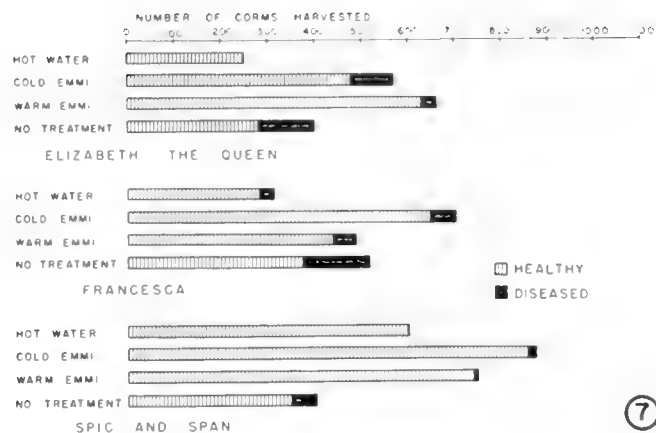 NUMBER OF CORMS HARVESTED
HOT WATER
COLD EMMI
WARM EMMI
NO TREATMENT
ELIZABETH THE QUEEN
HOT WATER
COLD EMMI
WARM EMMI
NO TREATMENT
FRANCESCA
HEALTHY
DISEASED
HOT WATER
COLD EMMI
WARM EMMI
NO TREATMENT
SPIC AND SPAN
7